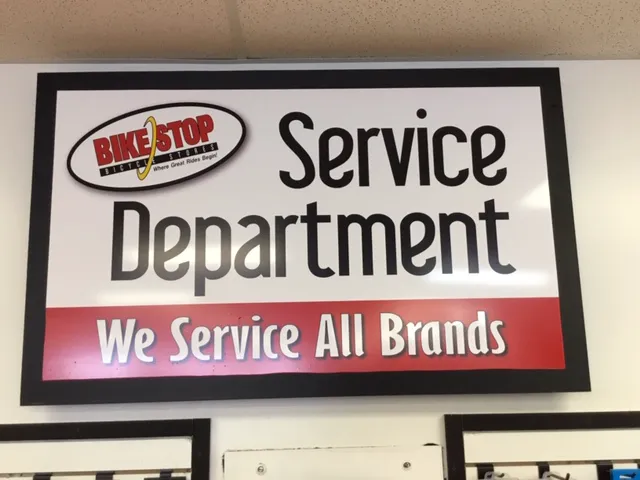 BIKE STOP
BICYCLE STORES
Where Great Rides Begin!
Service
Department
We Service All Brands